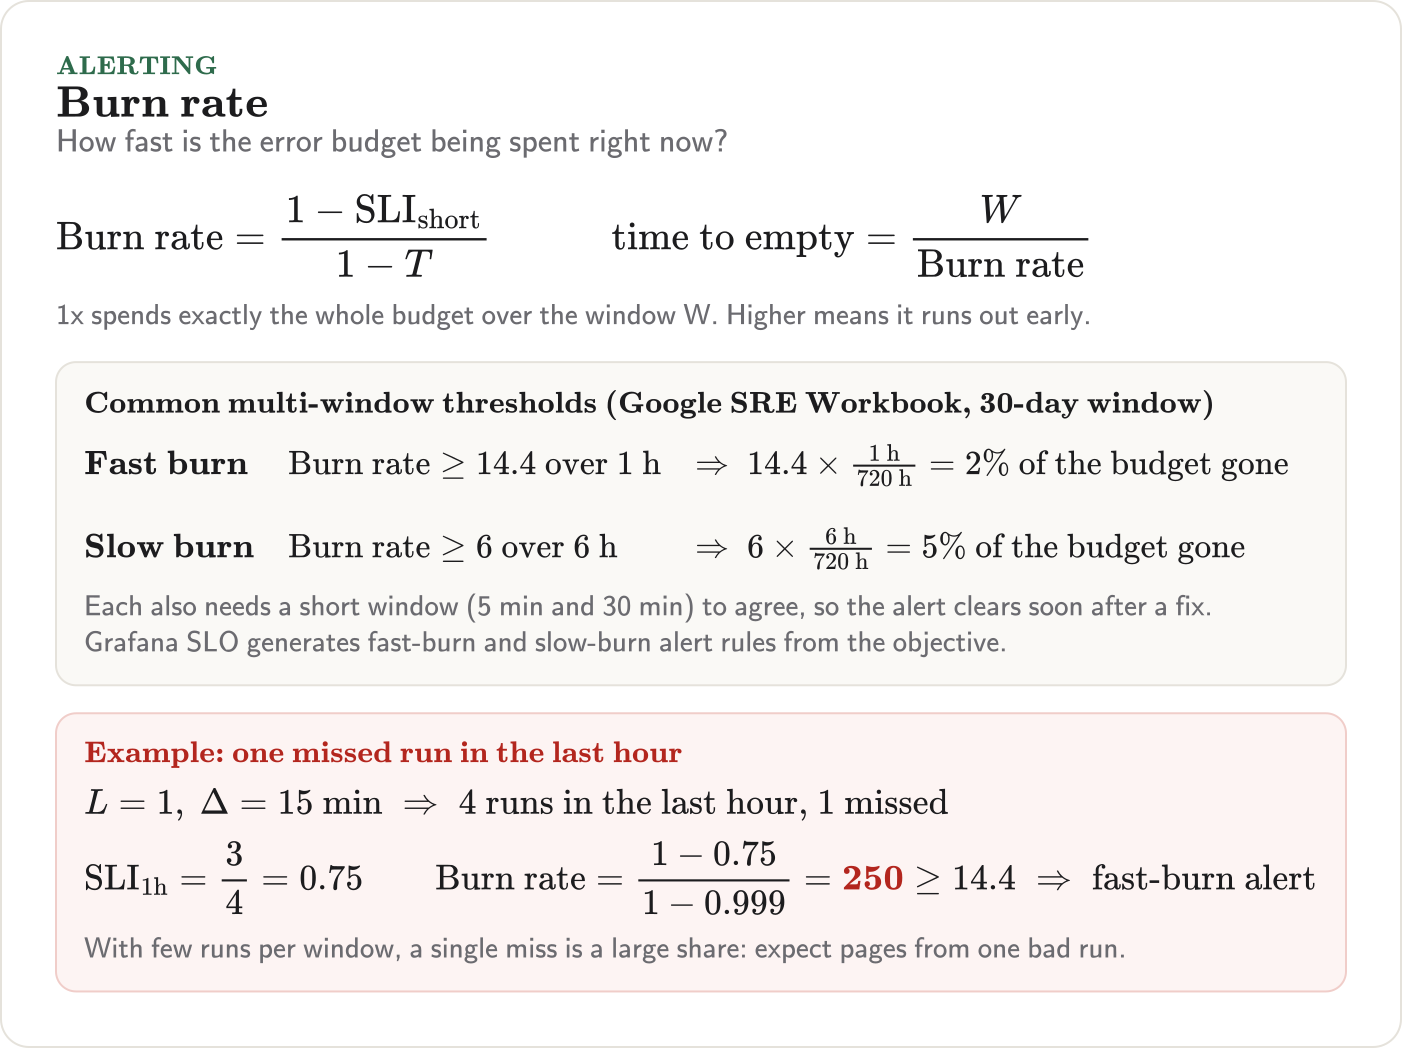 ALERTING
Burn rate
How fast is the error budget being spent right now?
Burn rate = (1 − SLI_short) / (1 − T)    time to empty = W / Burn rate
1x spends exactly the whole budget over the window W. Higher means it runs out early.
Common multi-window thresholds (Google SRE Workbook, 30-day window)
Fast burn Burn rate ≥ 14.4 over 1 h ⇒ 14.4 × 1 h / 720 h = 2% of the budget gone
Slow burn Burn rate ≥ 6 over 6 h ⇒ 6 × 6 h / 720 h = 5% of the budget gone
Each also needs a short window (5 min and 30 min) to agree, so the alert clears soon after a fix.
Grafana SLO generates fast-burn and slow-burn alert rules from the objective.
Example: one missed run in the last hour
L = 1, Δ = 15 min ⇒ 4 runs in the last hour, 1 missed
SLI_1h = 3 / 4 = 0.75    Burn rate = (1 − 0.75) / (1 − 0.999) = 250 ≥ 14.4 ⇒ fast-burn alert
With few runs per window, a single miss is a large share: expect pages from one bad run.